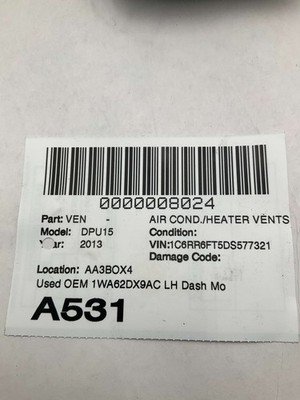 0000008024
Part: VEN - AIR COND./HEATER VENTS
Model: DPU15 Condition:
Year: 2013 VIN:1C6RR6FT5DS577321
Damage Code:
Location: AA3BOX4
Used OEM 1WA62DX9AC LH Dash Mo
A531